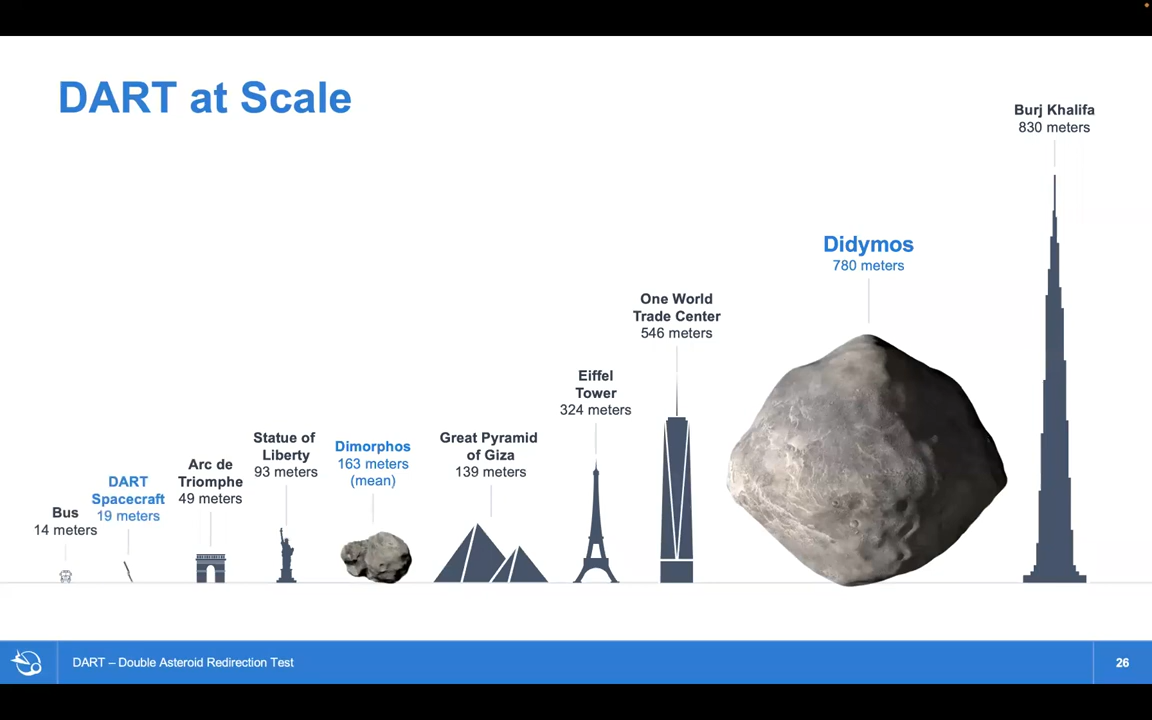 DART at Scale
Bus
14 meters
DART
Spacecraft
19 meters
Arc de
Triomphe
49 meters
Statue of
Liberty
93 meters
Dimorphos
163 meters
(mean)
Great Pyramid
of Giza
139 meters
Eiffel
Tower
324 meters
One World
Trade Center
546 meters
Didymos
780 meters
Burj Khalifa
830 meters
DART – Double Asteroid Redirection Test
26